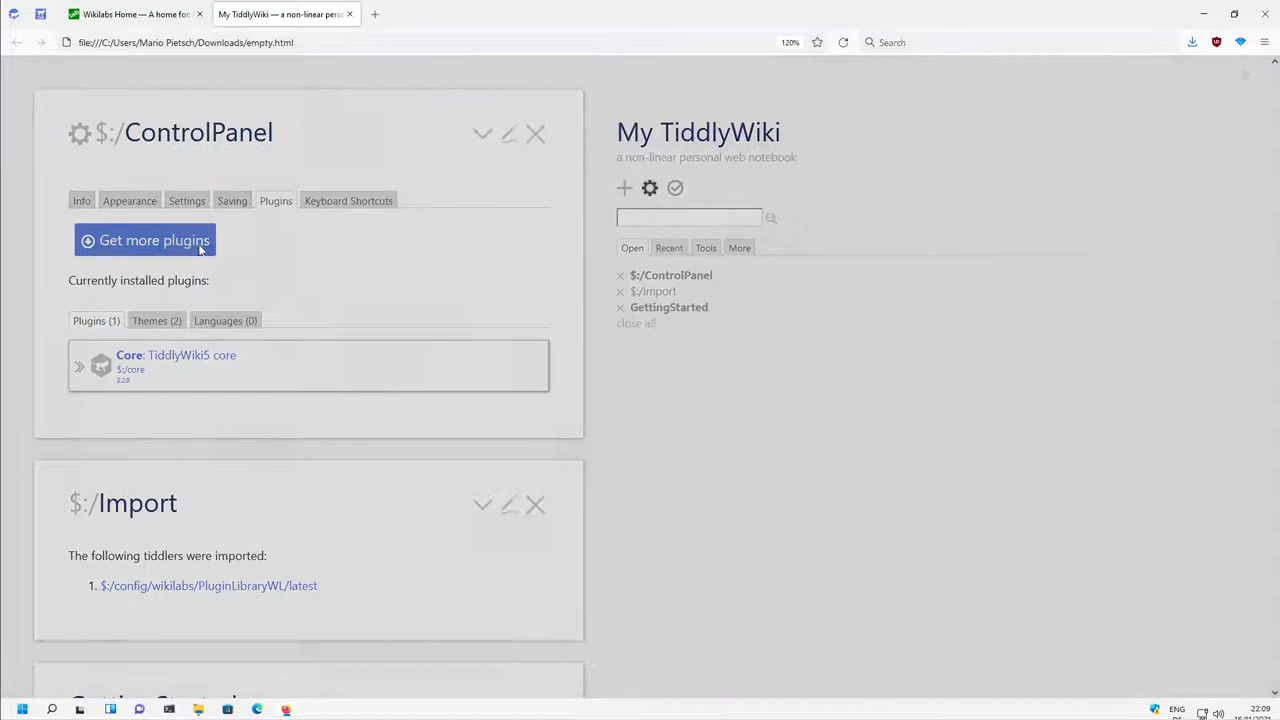 Wikilabs Home — A home for:
My TiddlyWiki — a non-linear perso
file:///C:/Users/Mario Pietsch/Downloads/empty.html
120%
Search
$:/ControlPanel
Info
Appearance
Settings
Saving
Plugins
Keyboard Shortcuts
Get more plugins
Currently installed plugins:
Plugins (1)
Themes (2)
Languages (0)
Core: TiddlyWiki5 core
$:/core
5.2.0
$:/Import
The following tiddlers were imported:
1. $:/config/wikilabs/PluginLibraryWL/latest
My TiddlyWiki
a non-linear personal web notebook
Open
Recent
Tools
More
$:/ControlPanel
$:/Import
GettingStarted
close all
ENG
22:09